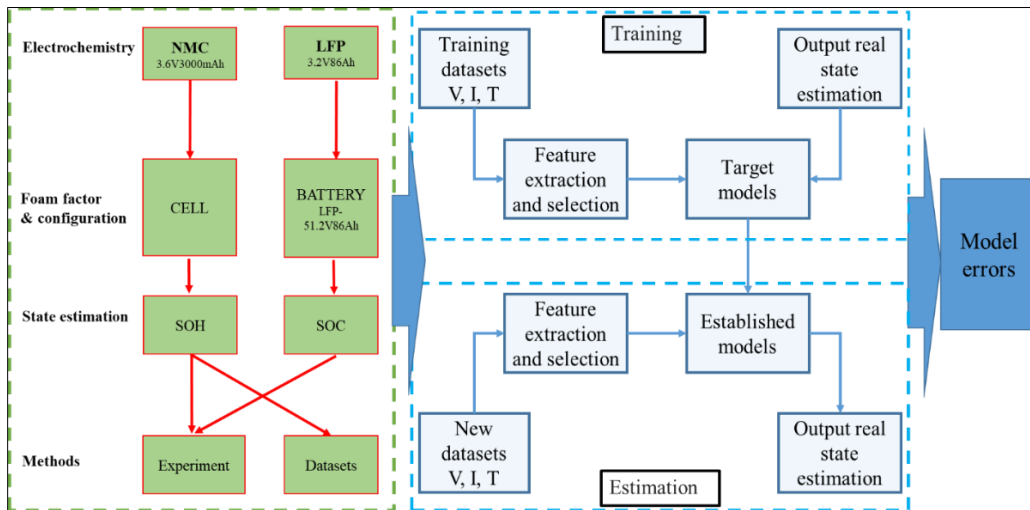 Electrochemistry
NMC
3.6V3000mAh
LFP
3.2V86Ah
Foam factor
& configuration
CELL
BATTERY
LFP-
51.2V86Ah
State estimation
SOH
SOC
Methods
Experiment
Datasets
Training
Training
datasets
V, I, T
Output real
state
estimation
Feature
extraction
and selection
Target
models
Feature
extraction
and selection
Established
models
New
datasets
V, I, T
Output real
state
estimation
Estimation
Model
errors